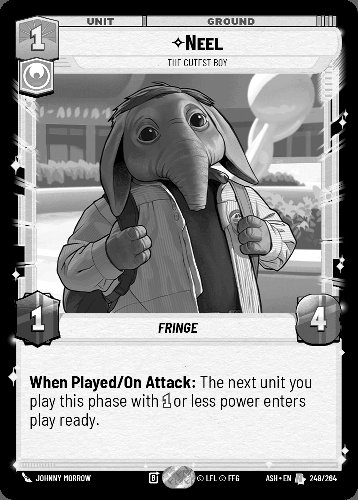 UNIT
GROUND
1
✧NEEL
THE CUTEST BOY
1
4
FRINGE
When Played/On Attack: The next unit you
play this phase with 1 or less power enters
play ready.
JOHNNY MORROW
© LFL © FFG
ASH • EN
248/264